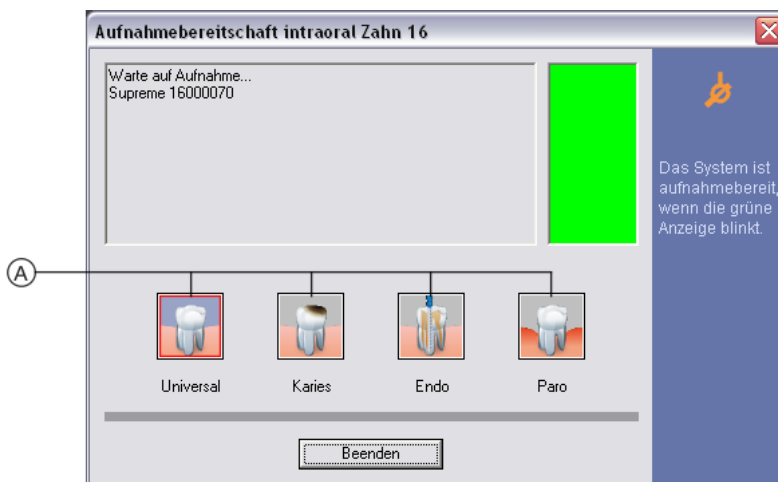 Aufnahmebereitschaft intraoral Zahn 16
Warte auf Aufnahme...
Supreme 16000070
Das System ist
aufnahmebereit,
wenn die grüne
Anzeige blinkt.
A
Universal Karies Endo Paro
Beenden